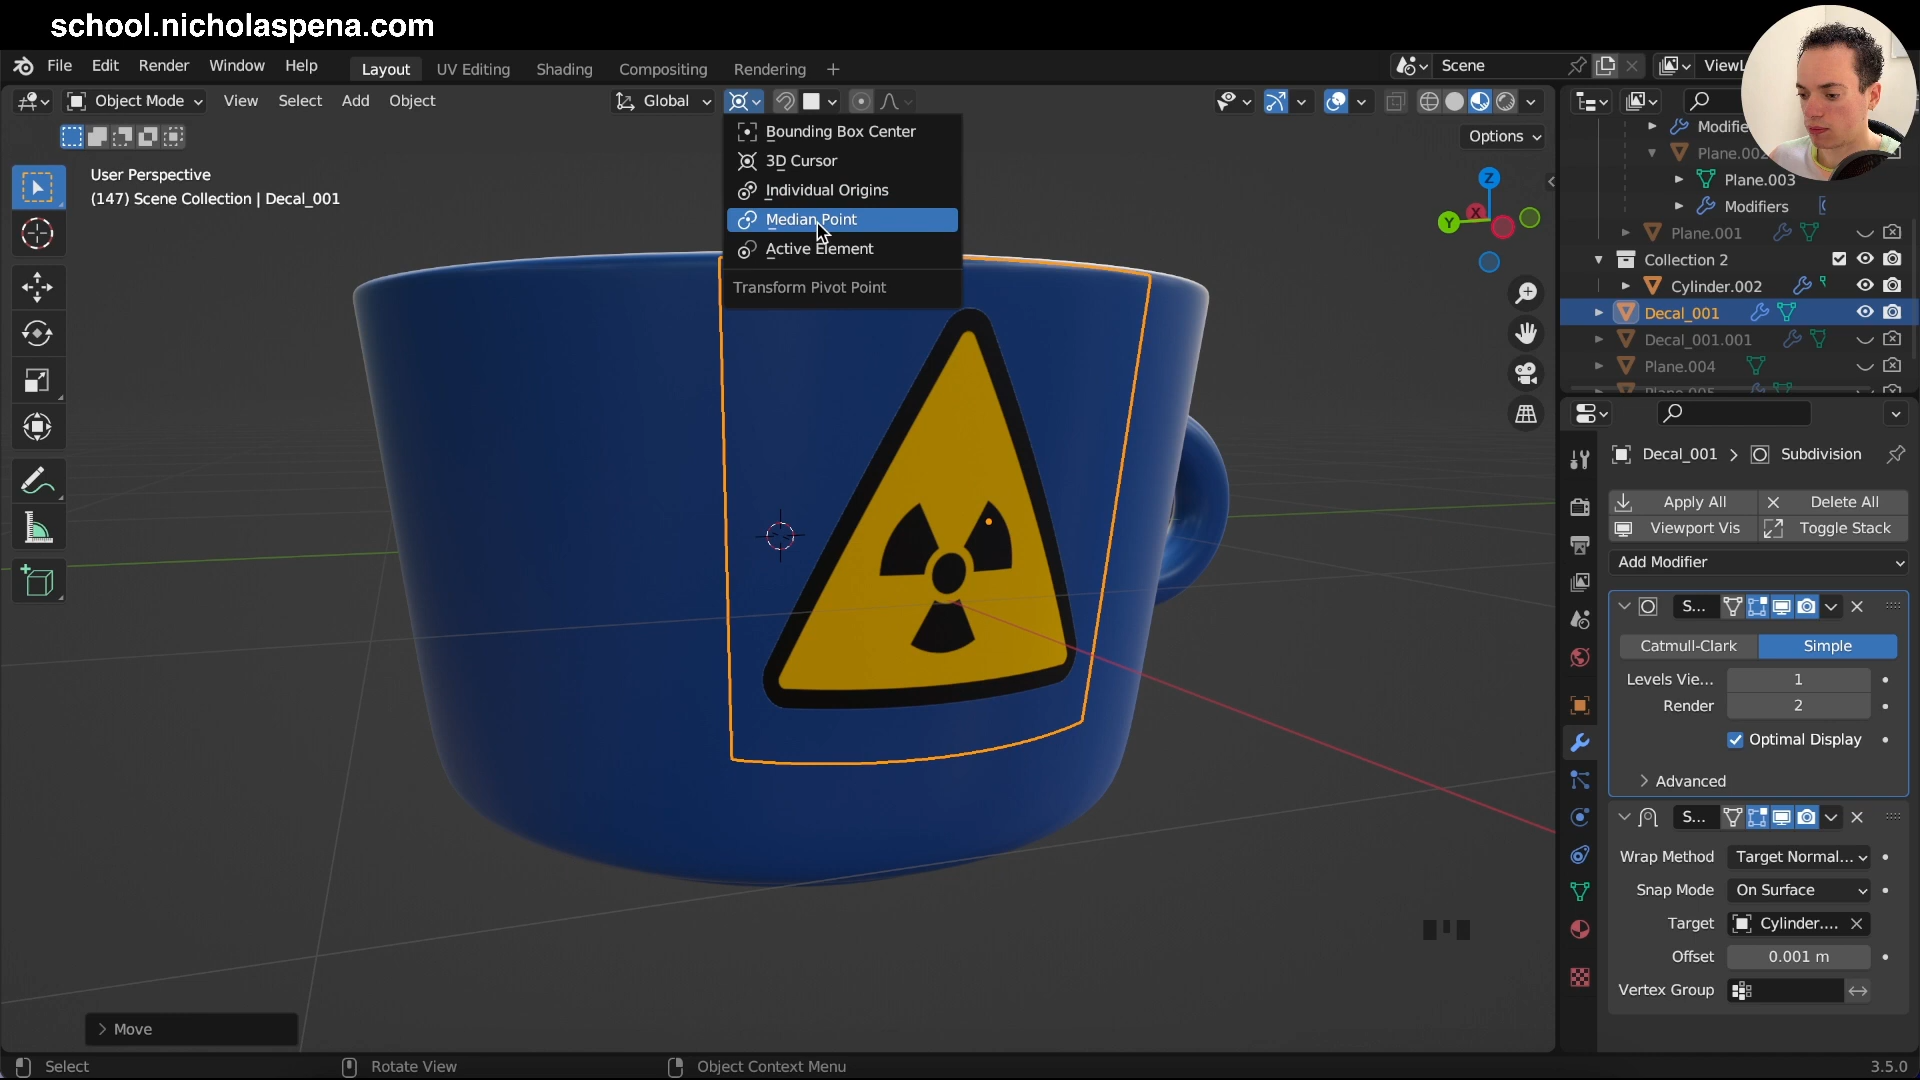 school.nicholaspena.com
File Edit Render Window Help
Layout UV Editing Shading Compositing Rendering +
Scene
Object Mode View Select Add Object
Global
Options
User Perspective
(147) Scene Collection | Decal_001
Bounding Box Center
3D Cursor
Individual Origins
Median Point
Active Element
Transform Pivot Point
Z
X
Y
Plane.003
Modifiers
Plane.001
Collection 2
Cylinder.002
Decal_001
Decal_001.001
Plane.004
Decal_001 > Subdivision
Apply All Delete All
Viewport Vis Toggle Stack
Add Modifier
S...
Catmull-Clark Simple
Levels Vie... 1
Render 2
Optimal Display
Advanced
S...
Wrap Method Target Normal...
Snap Mode On Surface
Target Cylinder....
Offset 0.001 m
Vertex Group
Move
Select Rotate View Object Context Menu
3.5.0